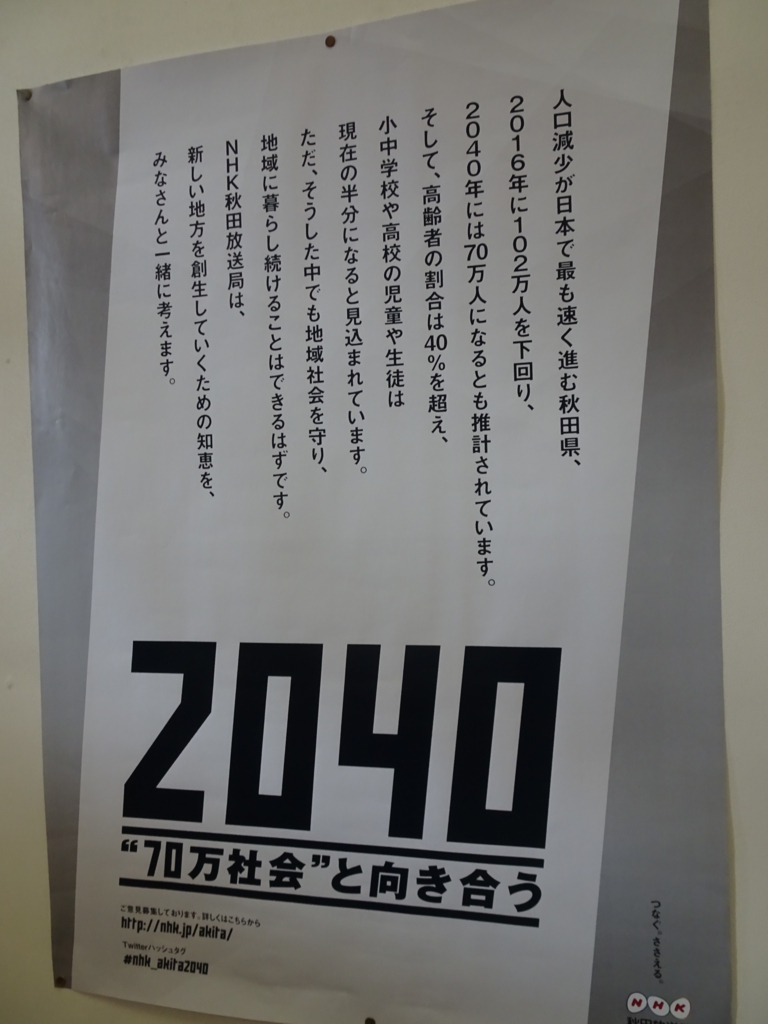 人口減少が日本で最も速く進む秋田県、
2016年に102万人を下回り、
2040年には70万人になるとも推計されています。
そして、高齢者の割合は40%を超え、
小中学校や高校の児童や生徒は
現在の半分になると見込まれています。
ただ、そうした中でも地域社会を守り、
地域に暮らし続けることはできるはずです。
NHK秋田放送局は、
新しい地方を創生していくための知恵を、
みなさんと一緒に考えます。
2040
“70万社会”と向き合う
ご意見募集しております。詳しくはこちらから
http://nhk.jp/akita/
Twitterハッシュタグ
#nhk_akita2040
つなぐ。ささえる。
NHK